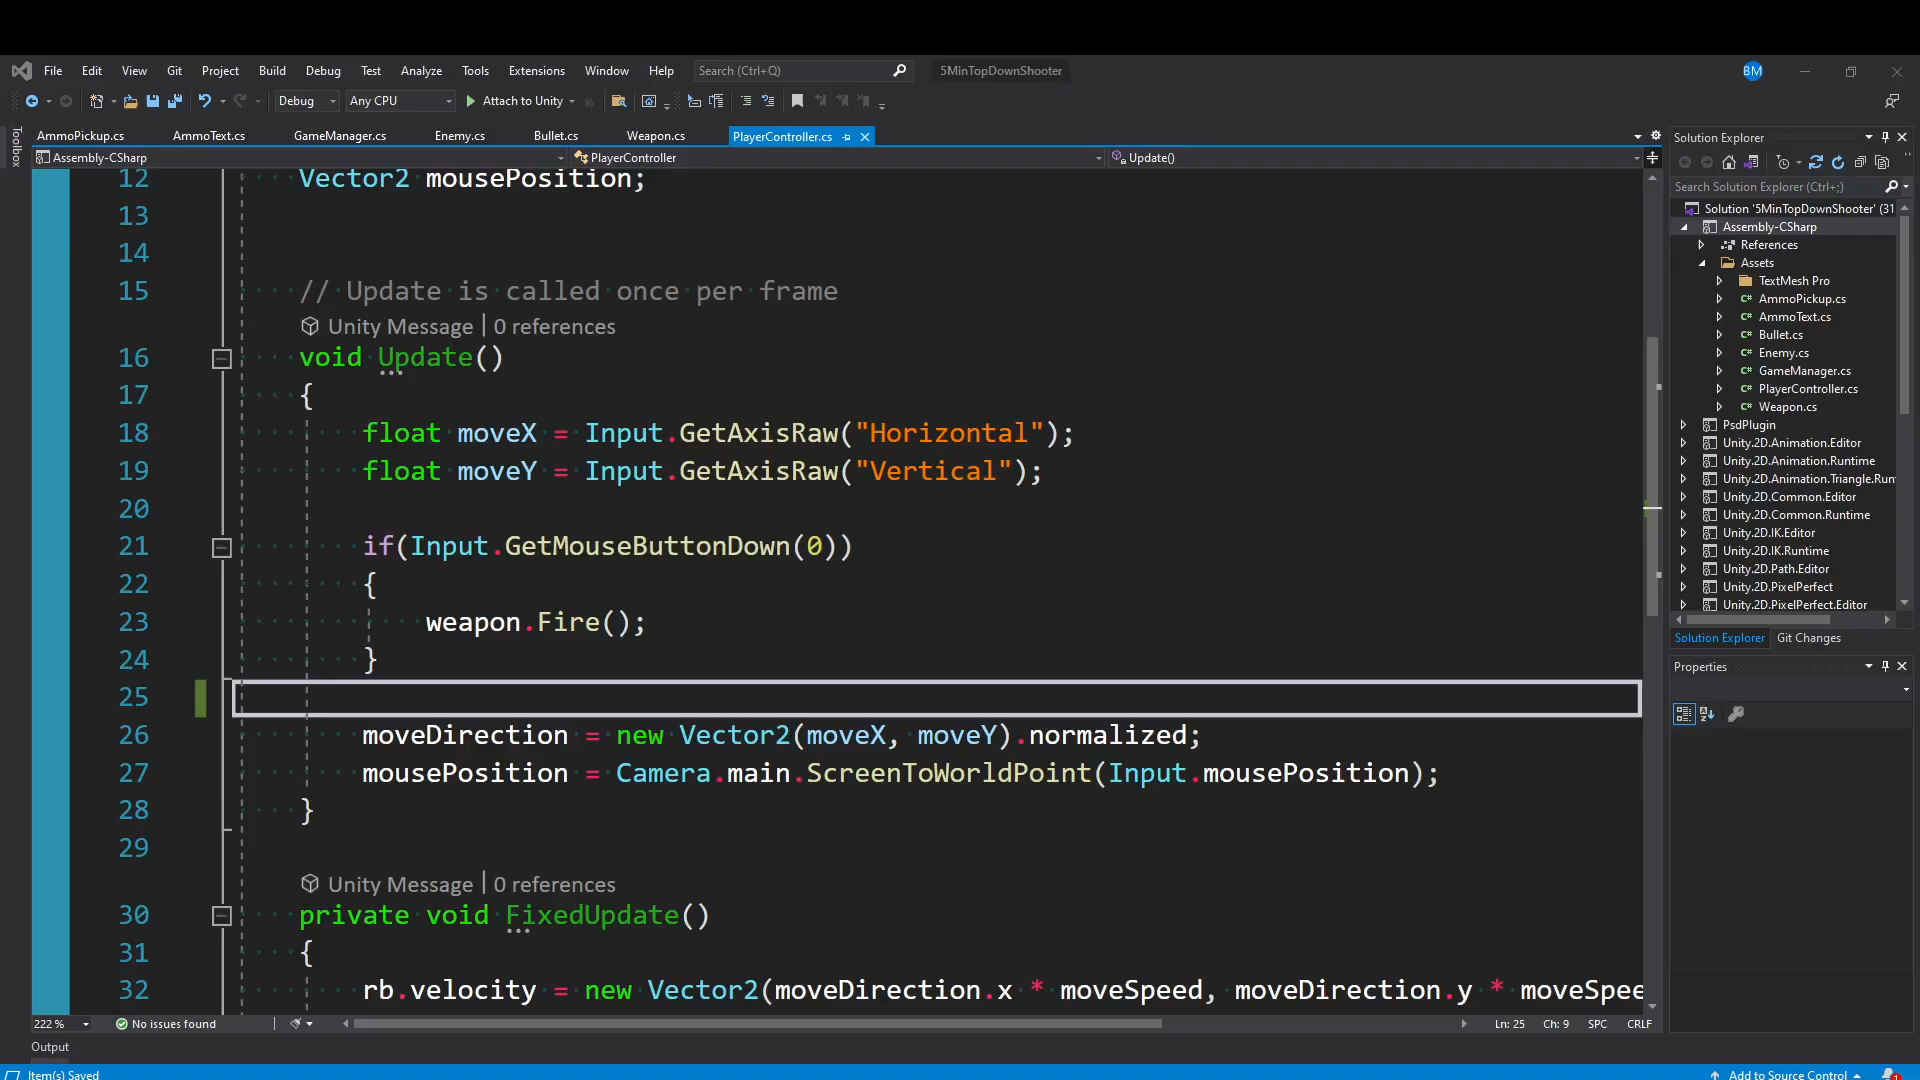 File Edit View Git Project Build Debug Test Analyze Tools Extensions Window Help Search (Ctrl+Q) 5MinTopDownShooter BM
Debug Any CPU Attach to Unity
Toolbox
AmmoPickup.cs AmmoText.cs GameManager.cs Enemy.cs Bullet.cs Weapon.cs PlayerController.cs
Assembly-CSharp PlayerController Update()
12 Vector2 mousePosition;
13
14
15 // Update is called once per frame
Unity Message | 0 references
16 void Update()
17 {
18 float moveX = Input.GetAxisRaw("Horizontal");
19 float moveY = Input.GetAxisRaw("Vertical");
20
21 if(Input.GetMouseButtonDown(0))
22 {
23 weapon.Fire();
24 }
25
26 moveDirection = new Vector2(moveX, moveY).normalized;
27 mousePosition = Camera.main.ScreenToWorldPoint(Input.mousePosition);
28 }
29
Unity Message | 0 references
30 private void FixedUpdate()
31 {
32 rb.velocity = new Vector2(moveDirection.x * moveSpeed, moveDirection.y * moveSpee
222 % No issues found Ln: 25 Ch: 9 SPC CRLF
Output
Item(s) Saved
Solution Explorer
Search Solution Explorer (Ctrl+;)
Solution '5MinTopDownShooter' (31
Assembly-CSharp
References
Assets
TextMesh Pro
C# AmmoPickup.cs
C# AmmoText.cs
C# Bullet.cs
C# Enemy.cs
C# GameManager.cs
C# PlayerController.cs
C# Weapon.cs
PsdPlugin
Unity.2D.Animation.Editor
Unity.2D.Animation.Runtime
Unity.2D.Animation.Triangle.Run
Unity.2D.Common.Editor
Unity.2D.Common.Runtime
Unity.2D.IK.Editor
Unity.2D.IK.Runtime
Unity.2D.Path.Editor
Unity.2D.PixelPerfect
Unity.2D.PixelPerfect.Editor
Solution Explorer Git Changes
Properties
Add to Source Control 1